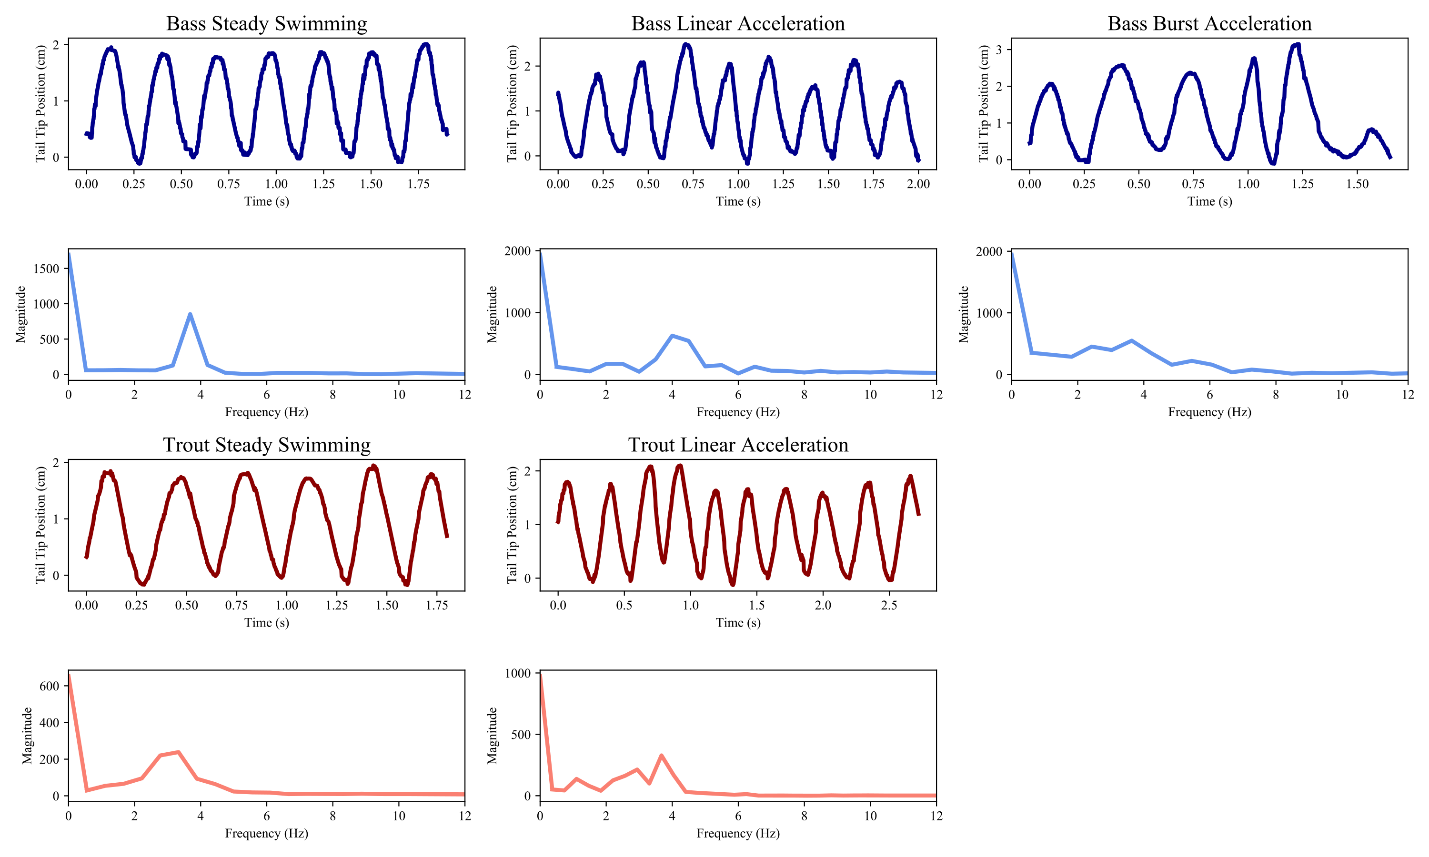 Bass Steady Swimming
Tail Tip Position (cm)
2
1
0
0.00 0.25 0.50 0.75 1.00 1.25 1.50 1.75
Time (s)
Bass Linear Acceleration
Tail Tip Position (cm)
2
1
0
0.00 0.25 0.50 0.75 1.00 1.25 1.50 1.75 2.00
Time (s)
Bass Burst Acceleration
Tail Tip Position (cm)
3
2
1
0
0.00 0.25 0.50 0.75 1.00 1.25 1.50
Time (s)
Magnitude
1500
1000
500
0
0 2 4 6 8 10 12
Frequency (Hz)
Magnitude
2000
1000
0
0 2 4 6 8 10 12
Frequency (Hz)
Magnitude
2000
1000
0
0 2 4 6 8 10 12
Frequency (Hz)
Trout Steady Swimming
Tail Tip Position (cm)
2
1
0
0.00 0.25 0.50 0.75 1.00 1.25 1.50 1.75
Time (s)
Trout Linear Acceleration
Tail Tip Position (cm)
2
1
0
0.0 0.5 1.0 1.5 2.0 2.5
Time (s)
Magnitude
600
400
200
0
0 2 4 6 8 10 12
Frequency (Hz)
Magnitude
1000
500
0
0 2 4 6 8 10 12
Frequency (Hz)